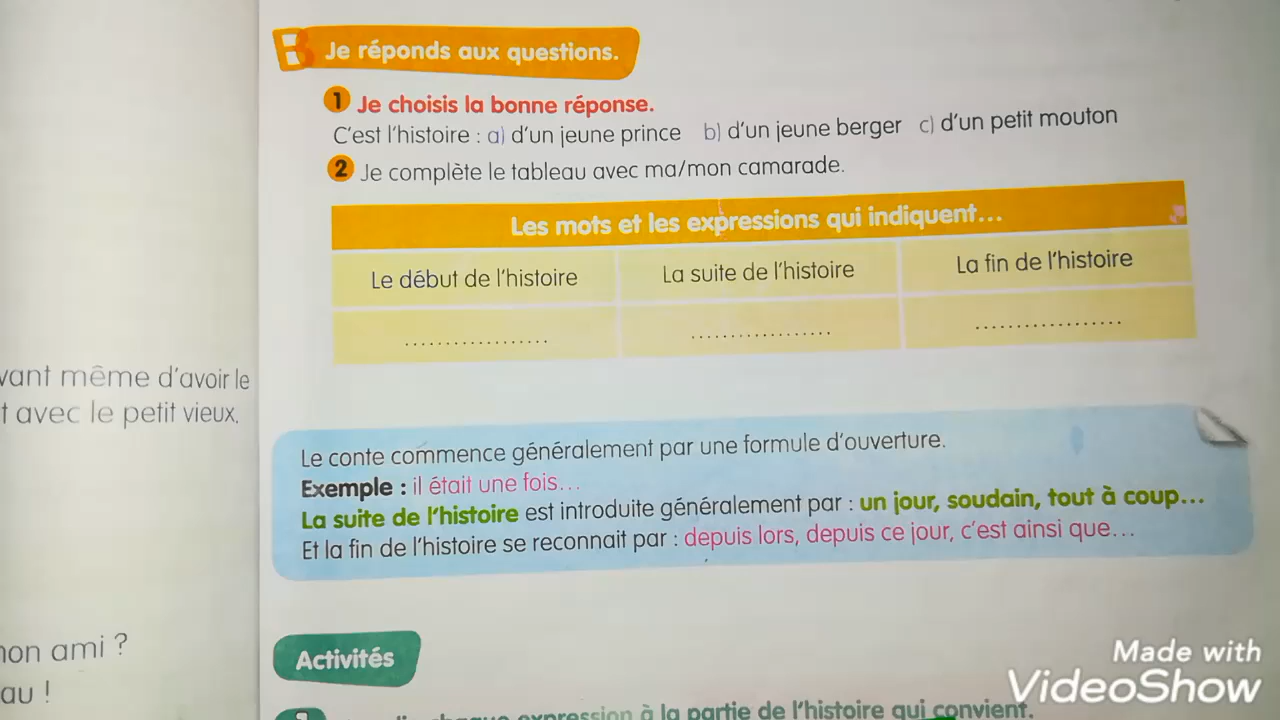 B Je réponds aux questions.
1 Je choisis la bonne réponse.
C'est l'histoire : a) d'un jeune prince b) d'un jeune berger c) d'un petit mouton
2 Je complète le tableau avec ma/mon camarade.
Les mots et les expressions qui indiquent...
Le début de l'histoire La suite de l'histoire La fin de l'histoire
.................. .................. ..................
même d'avoir le
avec le petit vieux.
Le conte commence généralement par une formule d'ouverture.
Exemple : il était une fois...
La suite de l'histoire est introduite généralement par : un jour, soudain, tout à coup...
Et la fin de l'histoire se reconnait par : depuis lors, depuis ce jour, c'est ainsi que...
ami ?
!
Activités
expression à la partie de l'histoire qui convient.
Made with
VideoShow